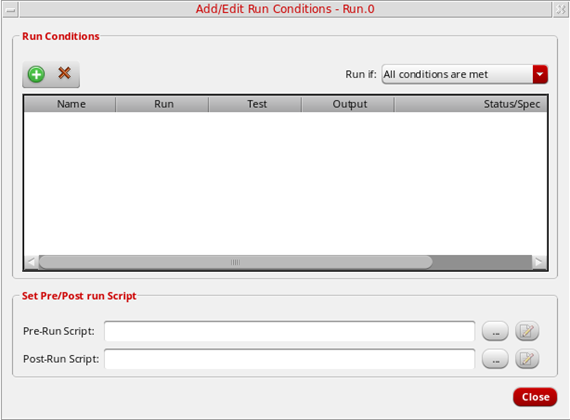 Add/Edit Run Conditions - Run.0
Run Conditions
Run if: All conditions are met
Name Run Test Output Status/Spec
Set Pre/Post run Script
Pre-Run Script: ...
Post-Run Script: ...
Close